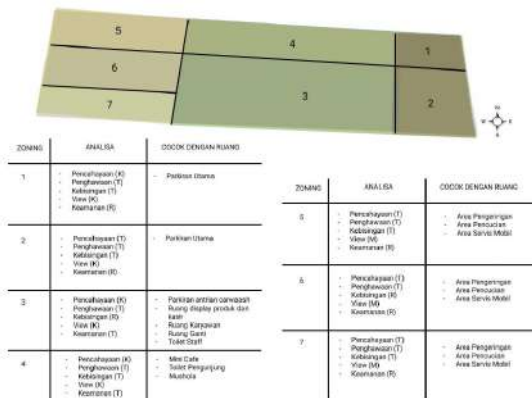 5
4
1
6
3
2
7
N
W
E
S
ZONING ANALISA COCOK DENGAN RUANG
1
- Pencahayaan (K)
- Penghawaan (T)
- Kebisingan (T)
- View (K)
- Keamanan (R)
- Parkiran Utama
2
- Pencahayaan (T)
- Penghawaan (T)
- Kebisingan (T)
- View (K)
- Keamanan (R)
- Parkiran Utama
3
- Pencahayaan (K)
- Penghawaan (T)
- Kebisingan (R)
- View (K)
- Keamanan (T)
- Parkiran antrian carwaash
- Ruang display produk dan
kasir
- Ruang Karyawan
- Ruang Ganti
- Toilet Staff
4
- Pencahayaan (K)
- Penghawaan (T)
- Kebisingan (T)
- View (K)
- Keamanan (T)
- Mini Cafe
- Toilet Pengunjung
- Mushola
ZONING ANALISA COCOK DENGAN RUANG
5
- Pencahayaan (T)
- Penghawaan (T)
- Kebisingan (T)
- View (M)
- Keamanan (R)
- Area Pengeringan
- Area Pencucian
- Area Servis Mobil
6
- Pencahayaan (T)
- Penghawaan (T)
- Kebisingan (R)
- View (M)
- Keamanan (R)
- Area Pengeringan
- Area Pencucian
- Area Servis Mobil
7
- Pencahayaan (T)
- Penghawaan (T)
- Kebisingan (T)
- View (M)
- Keamanan (R)
- Area Pengeringan
- Area Pencucian
- Area Servis Mobil